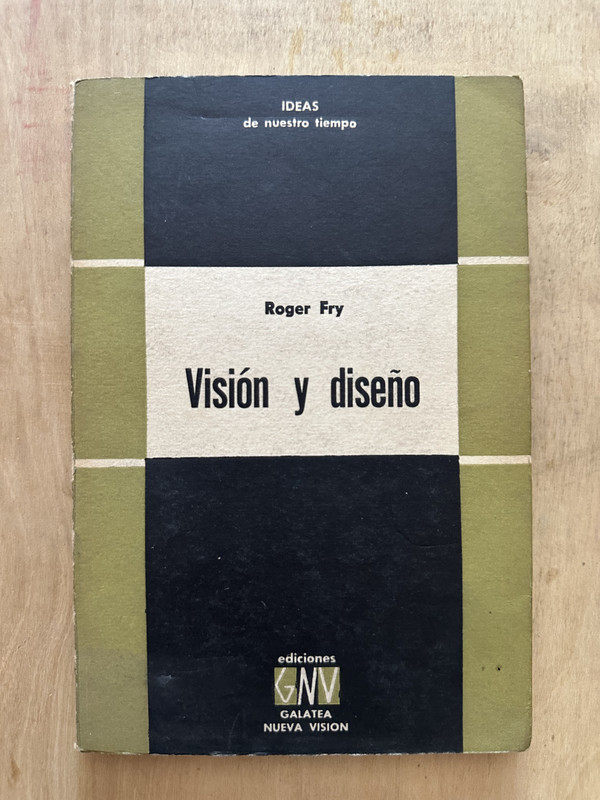 IDEAS
de nuestro tiempo
Roger Fry
Visión y diseño
ediciones
GNV
GALATEA
NUEVA VISION